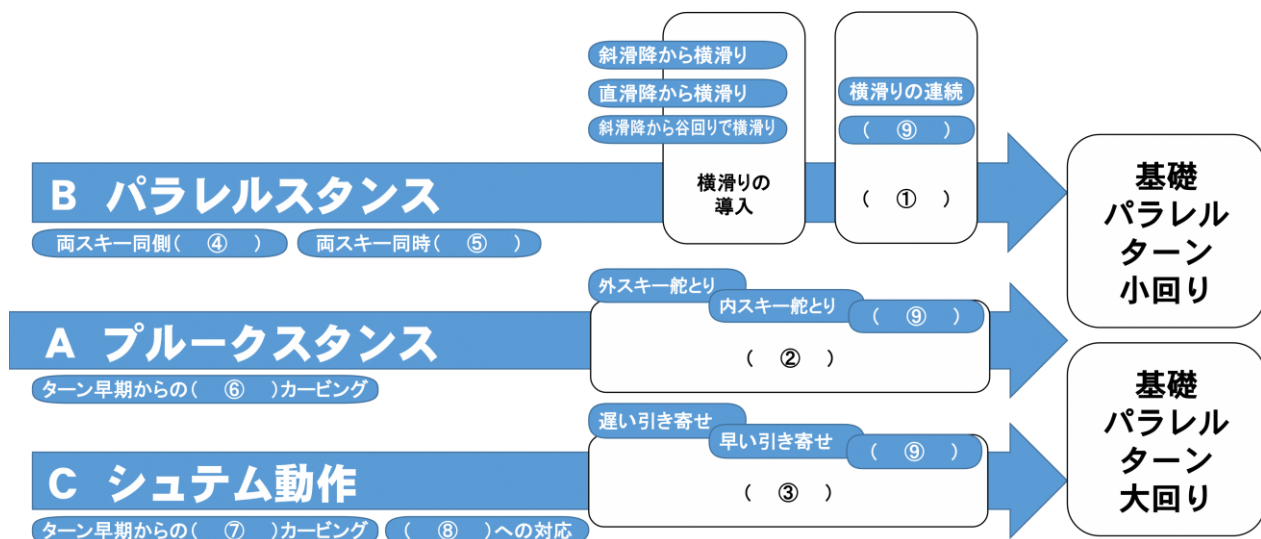 斜滑降から横滑り
直滑降から横滑り
斜滑降から谷回りで横滑り
横滑りの
導入
横滑りの連続
( ⑨ )
( ① )
B パラレルスタンス
両スキー同側( ④ )
両スキー同時( ⑤ )
基礎
パラレル
ターン
小回り
外スキー舵とり
内スキー舵とり
( ⑨ )
( ② )
A プルークスタンス
ターン早期からの( ⑥ )カービング
遅い引き寄せ
早い引き寄せ
( ⑨ )
( ③ )
C シュテム動作
ターン早期からの( ⑦ )カービング
( ⑧ )への対応
基礎
パラレル
ターン
大回り